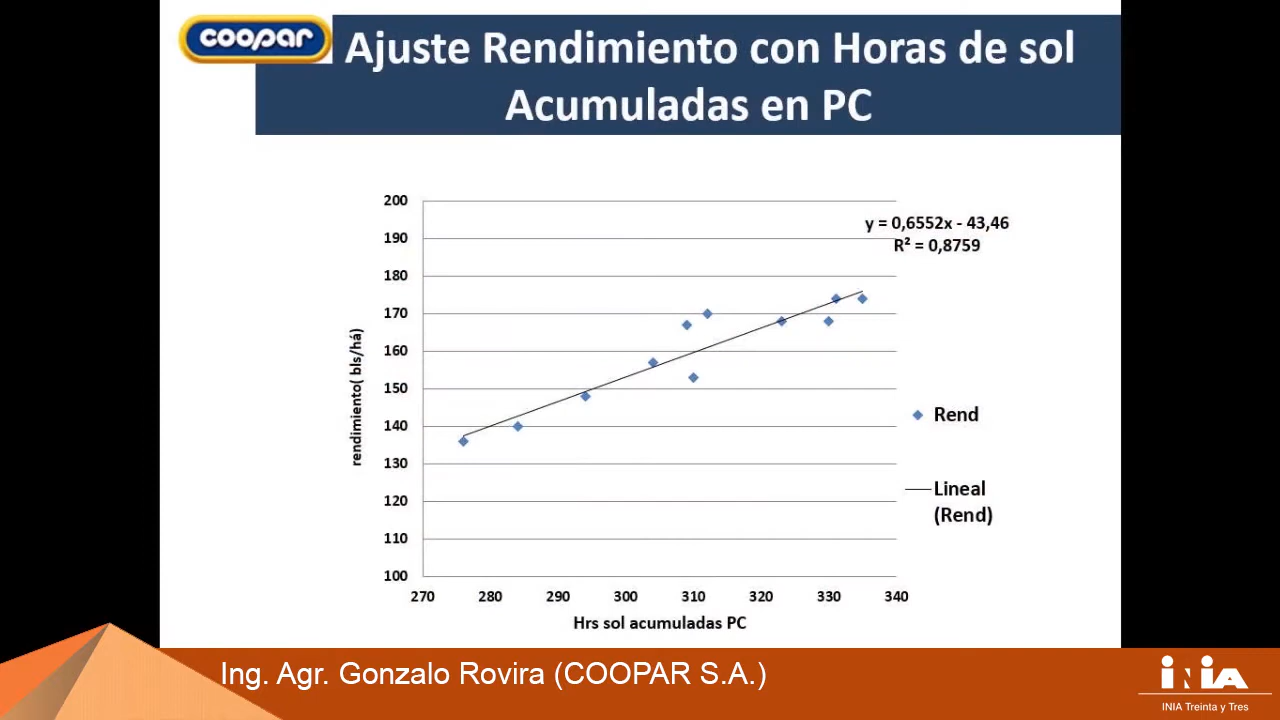 coopar
Ajuste Rendimiento con Horas de sol
Acumuladas en PC
y = 0,6552x - 43,46
R² = 0,8759
200
190
180
170
160
150
140
130
120
110
100
rendimiento( bls/há)
270 280 290 300 310 320 330 340
Hrs sol acumuladas PC
Rend
Lineal
(Rend)
Ing. Agr. Gonzalo Rovira (COOPAR S.A.)
INIA
INIA Treinta y Tres